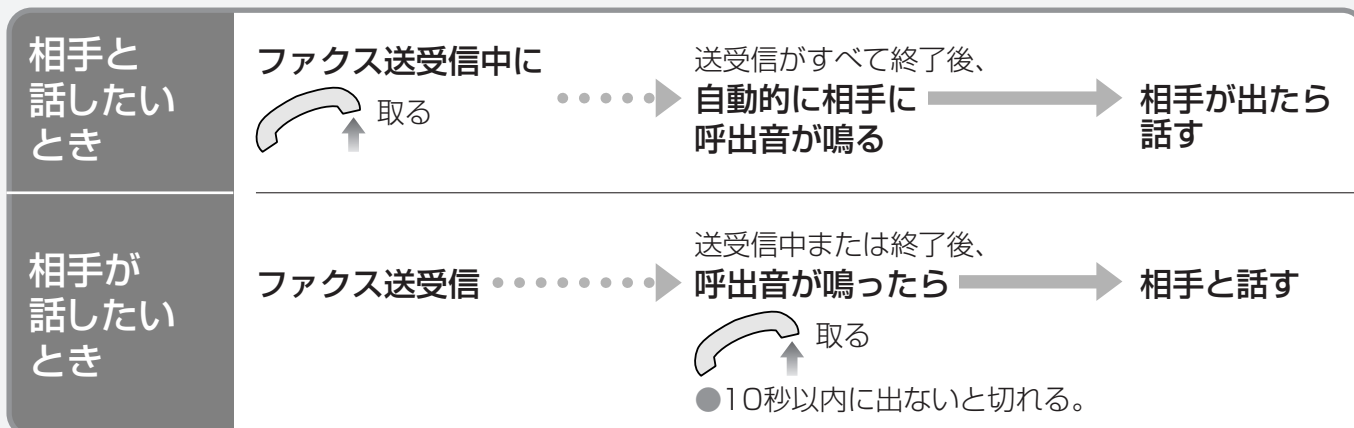 相手と
話したい
とき
ファクス送受信中に
取る
送受信がすべて終了後、
自動的に相手に
呼出音が鳴る
相手が出たら
話す
相手が
話したい
とき
ファクス送受信
送受信中または終了後、
呼出音が鳴ったら
取る
●10秒以内に出ないと切れる。
相手と話す